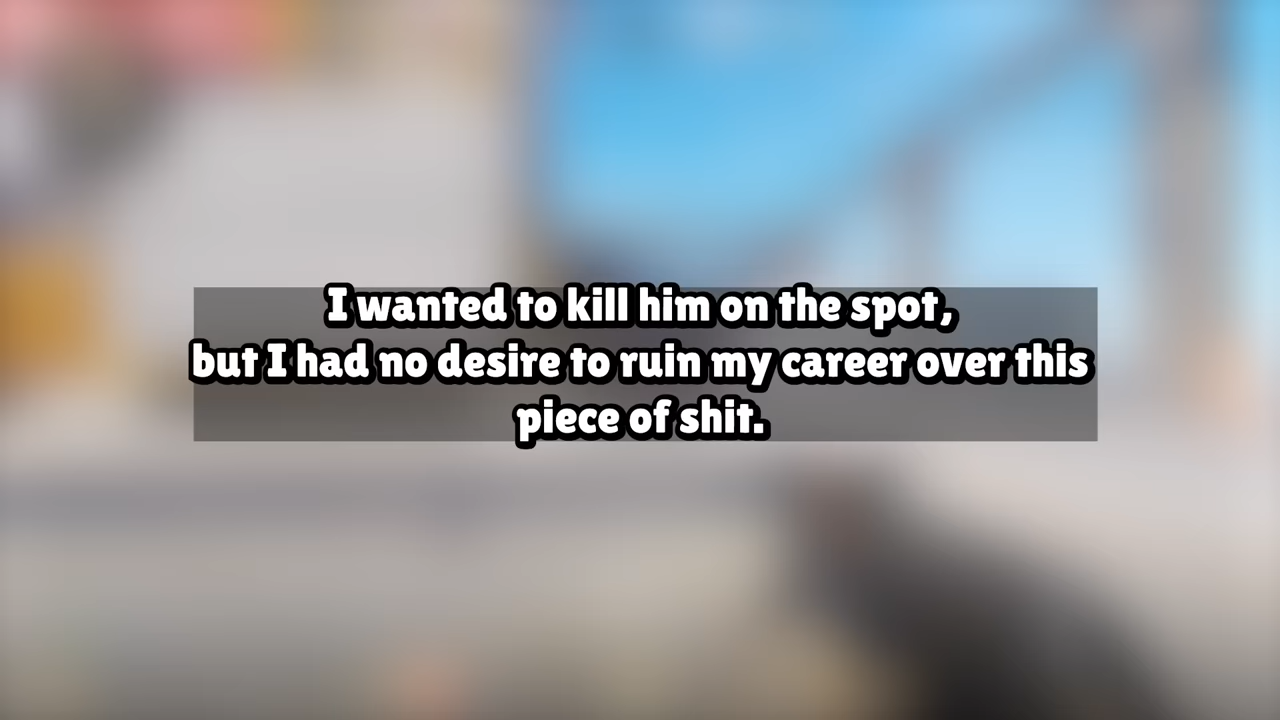 I wanted to kill him on the spot,
but I had no desire to ruin my career over this
piece of shit.